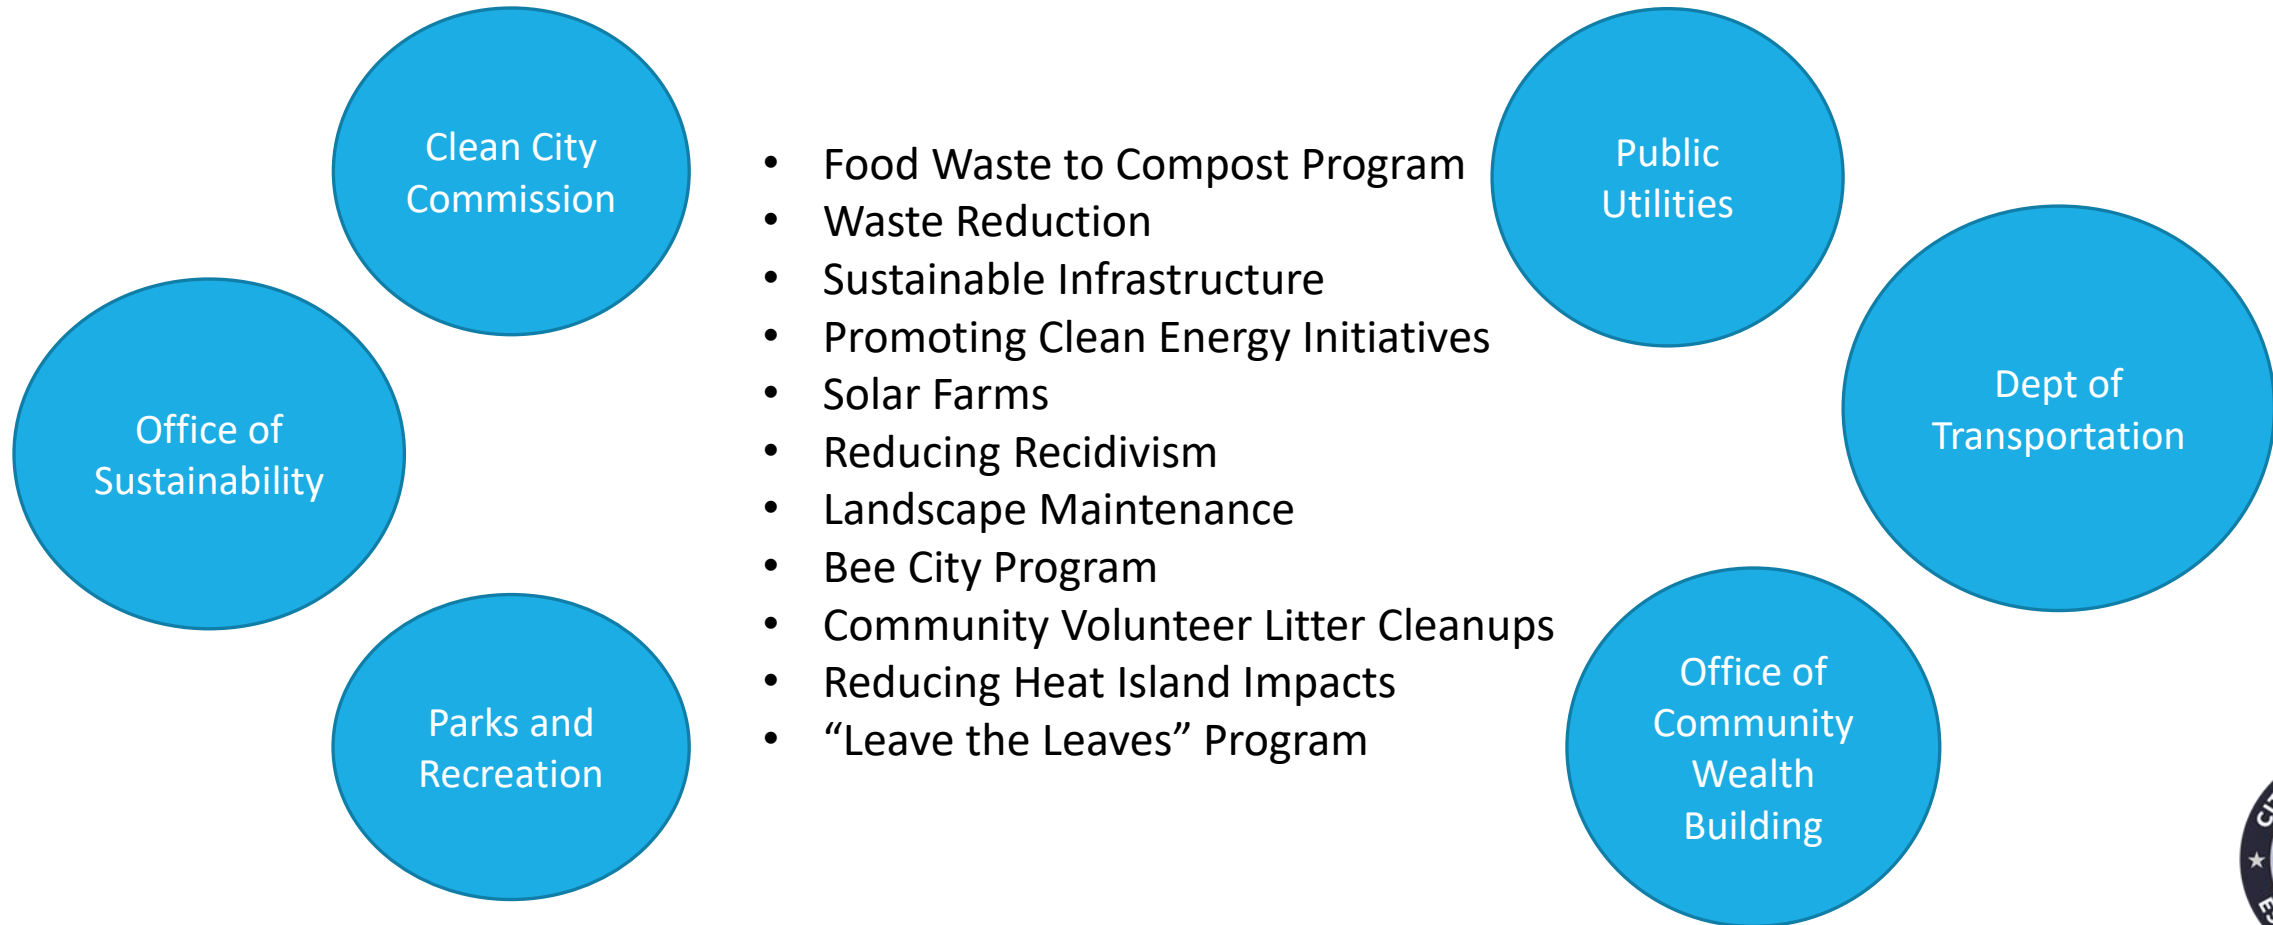 Clean City
Commission
Office of
Sustainability
Parks and
Recreation
• Food Waste to Compost Program
• Waste Reduction
• Sustainable Infrastructure
• Promoting Clean Energy Initiatives
• Solar Farms
• Reducing Recidivism
• Landscape Maintenance
• Bee City Program
• Community Volunteer Litter Cleanups
• Reducing Heat Island Impacts
• “Leave the Leaves” Program
Public
Utilities
Dept of
Transportation
Office of
Community
Wealth
Building